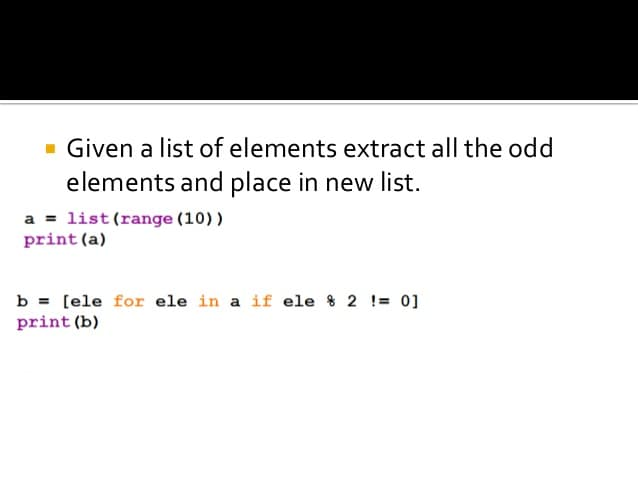 ▪ Given a list of elements extract all the odd
elements and place in new list.
a = list(range(10))
print(a)
b = [ele for ele in a if ele % 2 != 0]
print(b)